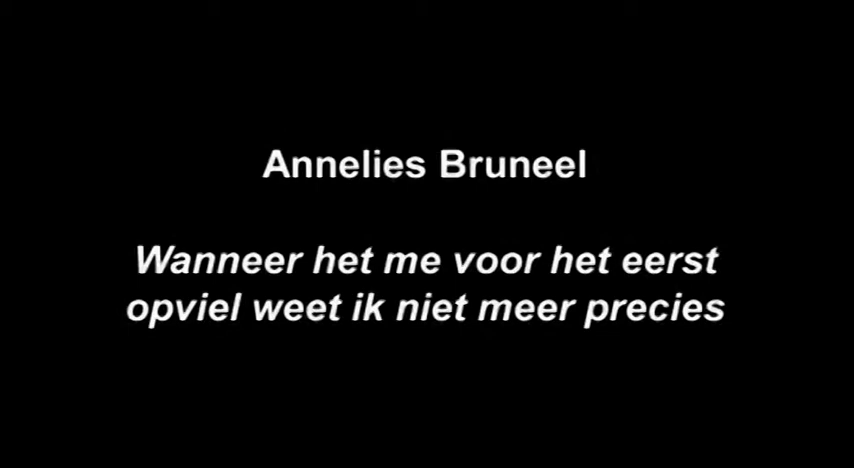 Annelies Bruneel
Wanneer het me voor het eerst
opviel weet ik niet meer precies